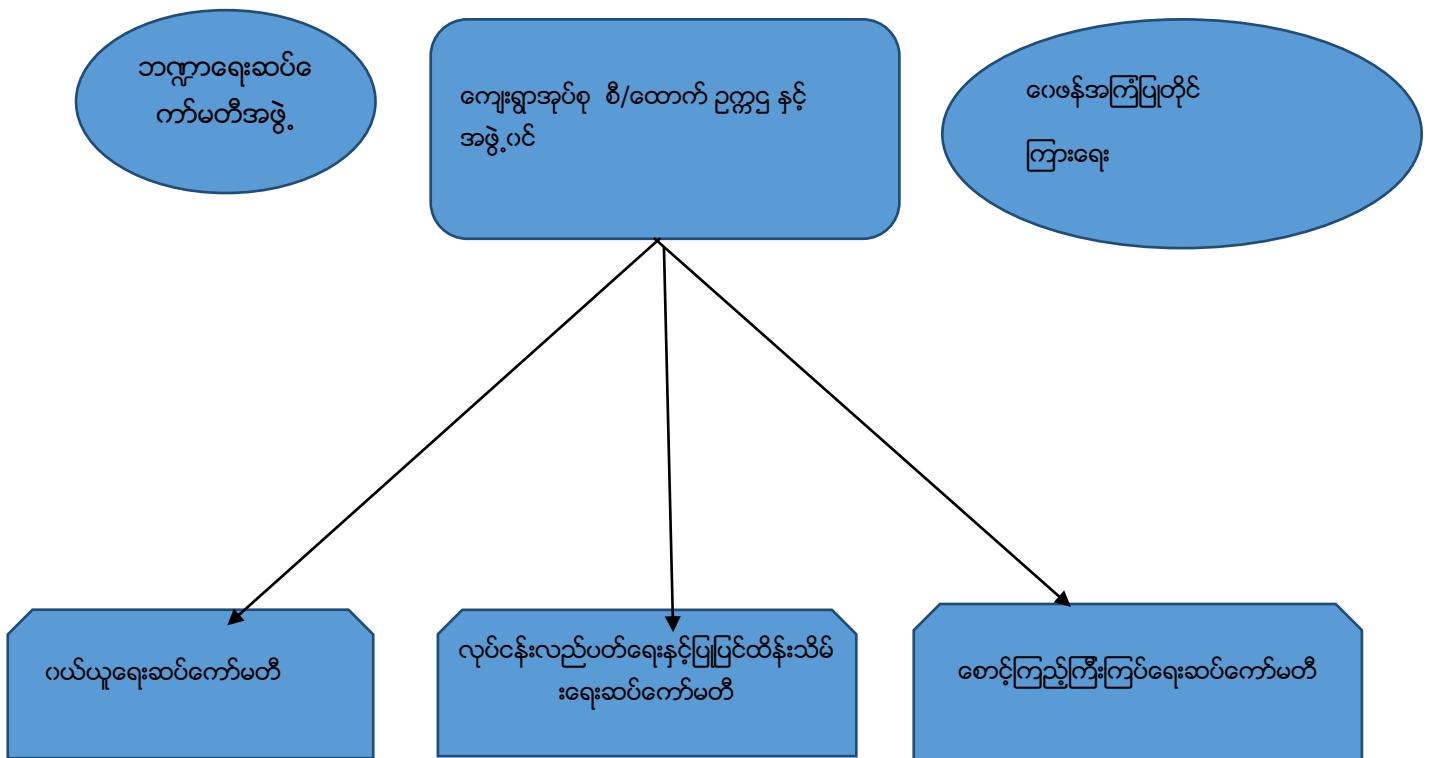 ဘဏ္ဍာရေးဆပ်ေ
ကာ်မတီအဖွဲ့
ကျေးရွာအုပ်စု စီ/ထောက် ဥက္ကဌ နှင့်
အဖွဲ့ဝင်
ဝေဖန်အကြံပြုတိုင်
ကြားရေး
ဝယ်ယူရေးဆပ်ကော်မတီ
လုပ်ငန်းလည်ပတ်ရေးနှင့်ပြုပြင်ထိန်းသိမ်
းရေးဆပ်ကော်မတီ
စောင့်ကြည့်ကြီးကြပ်ရေးဆပ်ကော်မတီ